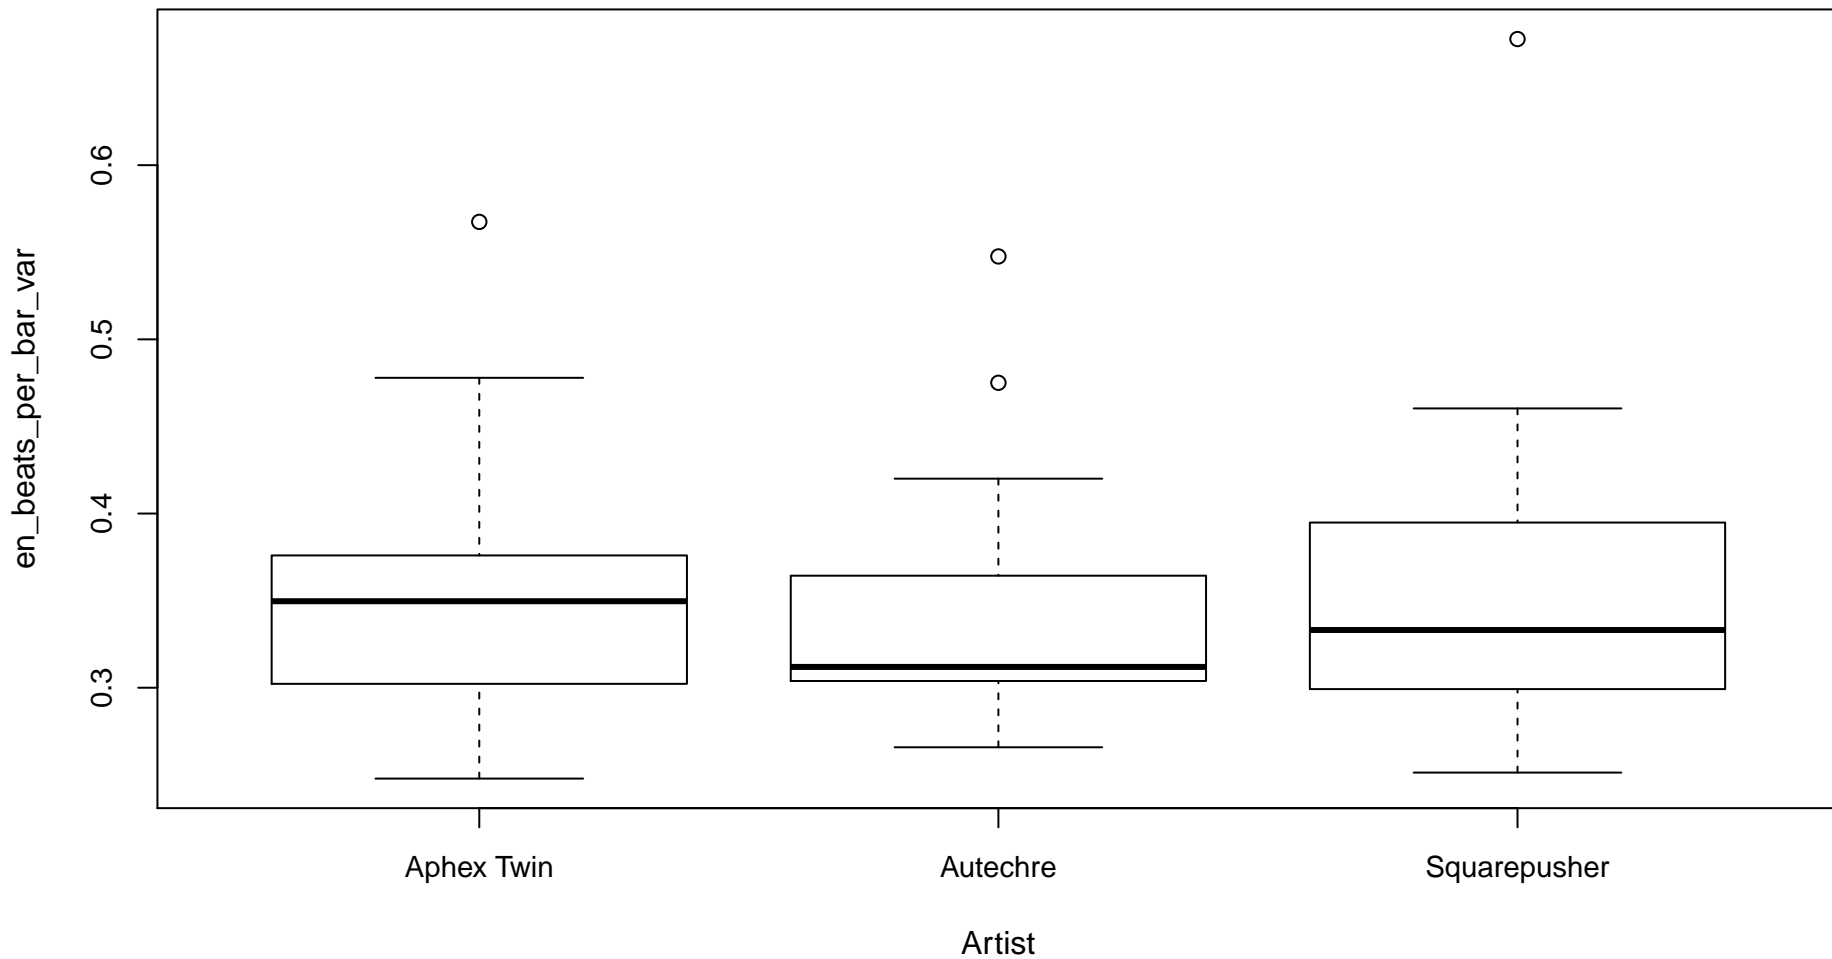 en_beats_per_bar_var
0.6
0.5
0.4
0.3
Aphex Twin
Autechre
Squarepusher
Artist